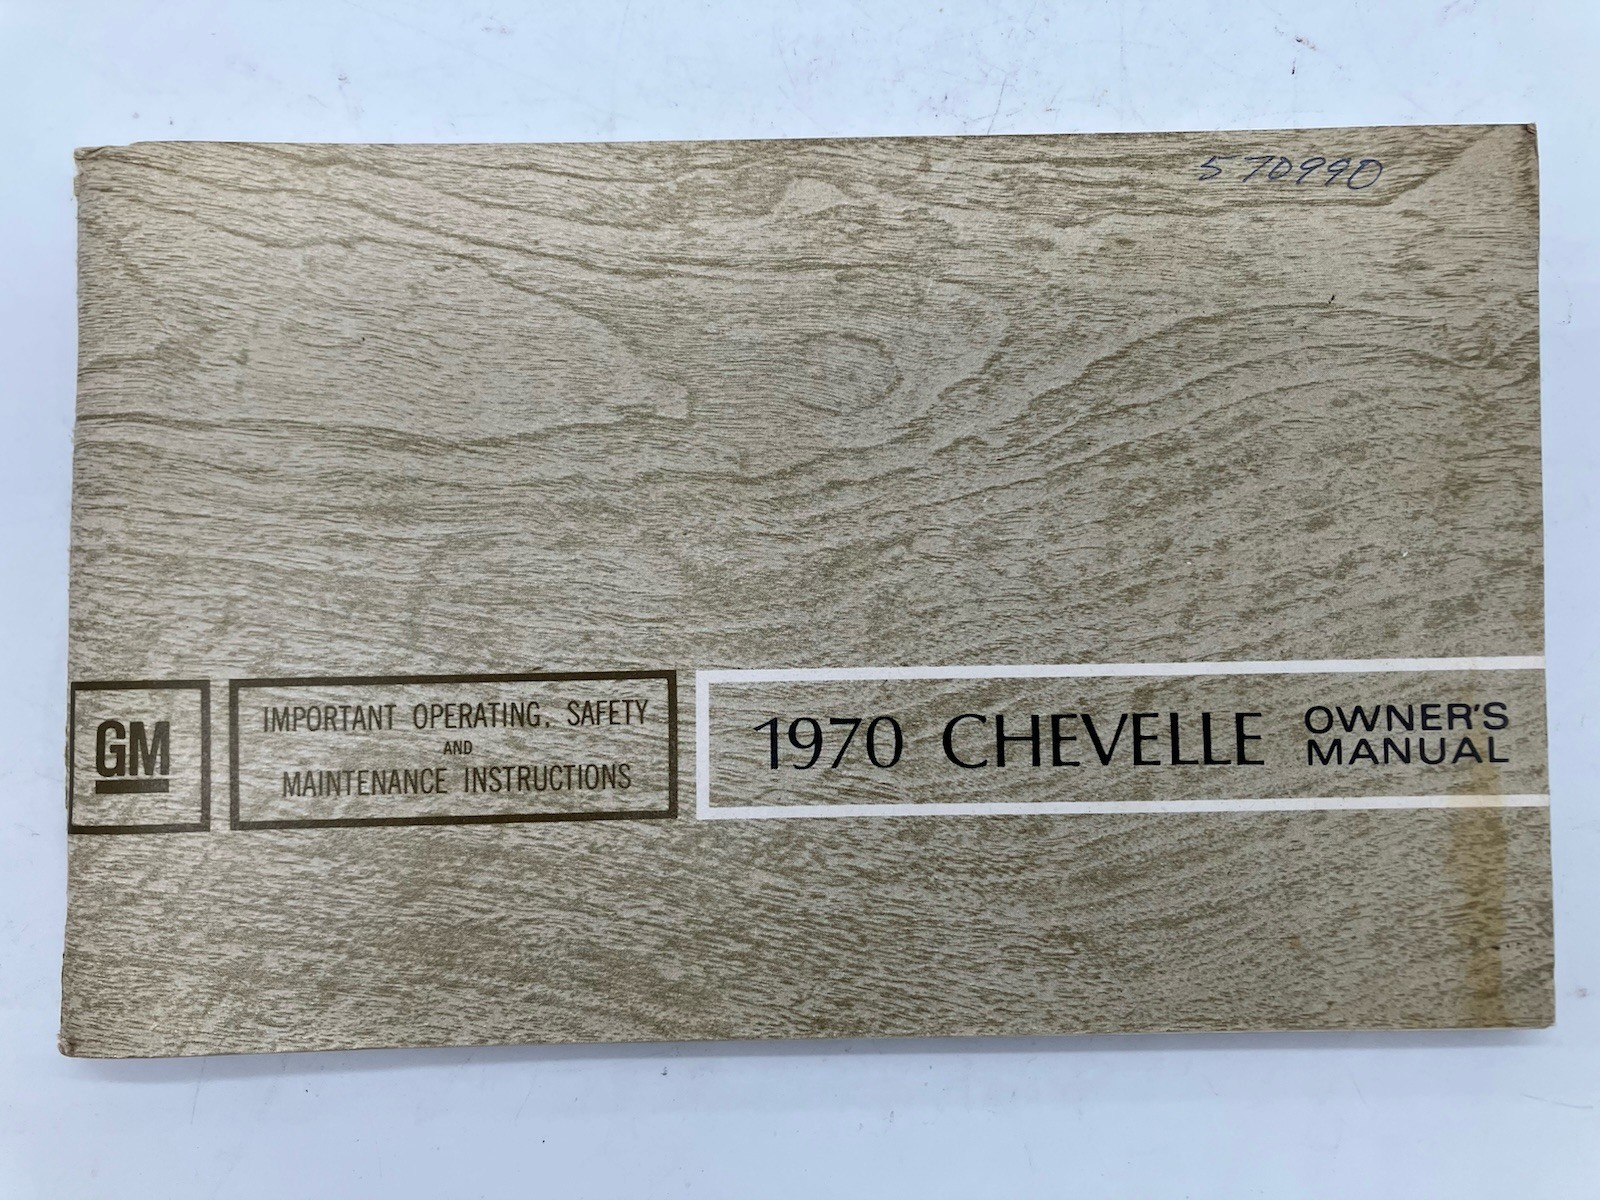 570990
GM
IMPORTANT OPERATING, SAFETY
AND
MAINTENANCE INSTRUCTIONS
1970 CHEVELLE
OWNER'S
MANUAL